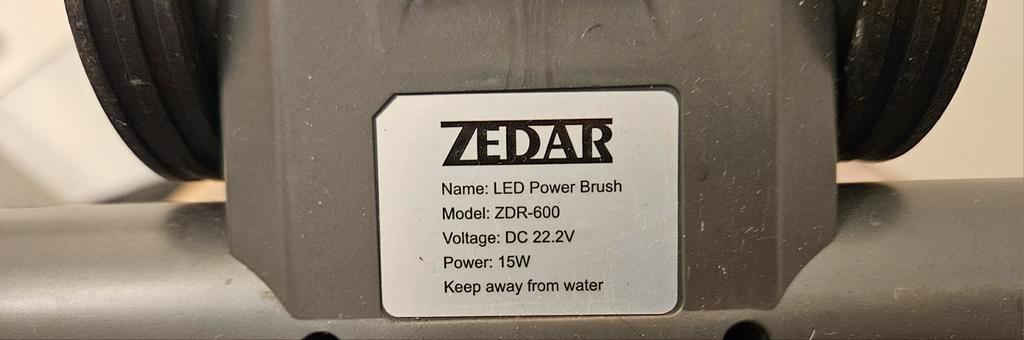 ZEDAR
Name: LED Power Brush
Model: ZDR-600
Voltage: DC 22.2V
Power: 15W
Keep away from water